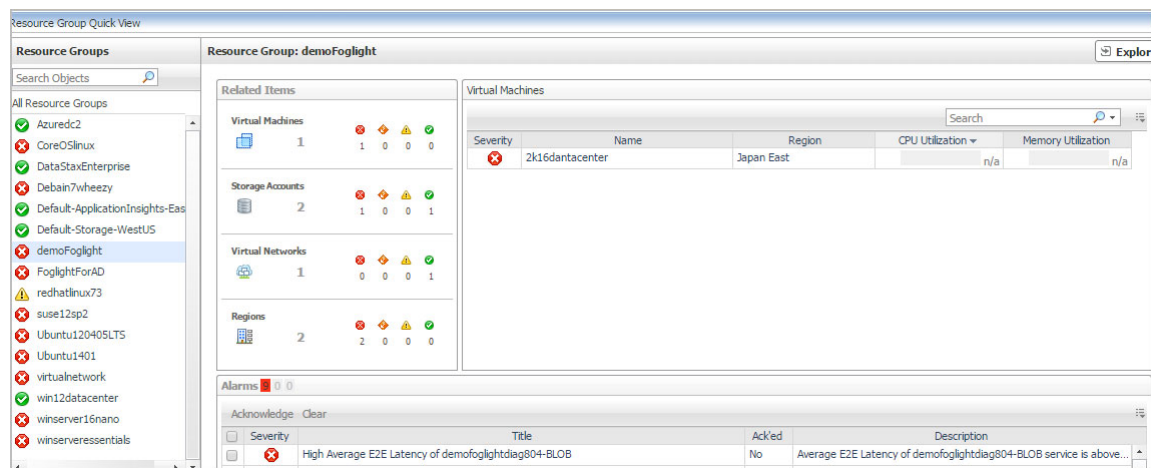 Resource Group Quick View
Resource Groups
Search Objects
All Resource Groups
Azuredc2
CoreOSlinux
DataStaxEnterprise
Debain7wheezy
Default-ApplicationInsights-Eas
Default-Storage-WestUS
demoFoglight
FoglightForAD
redhatlinux73
suse12sp2
Ubuntu120405LTS
Ubuntu1401
virtualnetwork
win12datacenter
winserver16nano
winserveressentials
Resource Group: demoFoglight
Explor
Related Items
Virtual Machines
1 1 0 0 0
Storage Accounts
2 1 0 0 1
Virtual Networks
1 0 0 0 1
Regions
2 2 0 0 0
Virtual Machines
Search
Severity Name Region CPU Utilization Memory Utilization
2k16dantacenter Japan East n/a n/a
Alarms 9 0 0
Acknowledge Clear
Severity Title Ack'ed Description
High Average E2E Latency of demofoglightdiag804-BLOB No Average E2E Latency of demofoglightdiag804-BLOB service is above...